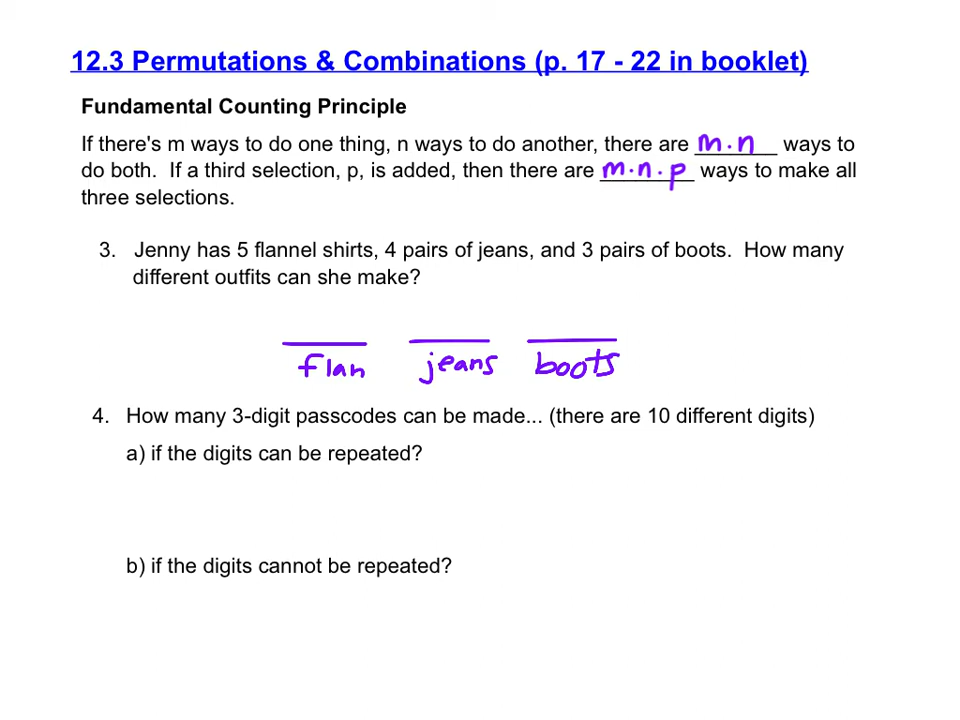 12.3 Permutations & Combinations (p. 17 - 22 in booklet)
Fundamental Counting Principle
If there's m ways to do one thing, n ways to do another, there are m·n ways to
do both. If a third selection, p, is added, then there are m·n·p ways to make all
three selections.
3. Jenny has 5 flannel shirts, 4 pairs of jeans, and 3 pairs of boots. How many
different outfits can she make?
flan jeans boots
4. How many 3-digit passcodes can be made... (there are 10 different digits)
a) if the digits can be repeated?
b) if the digits cannot be repeated?